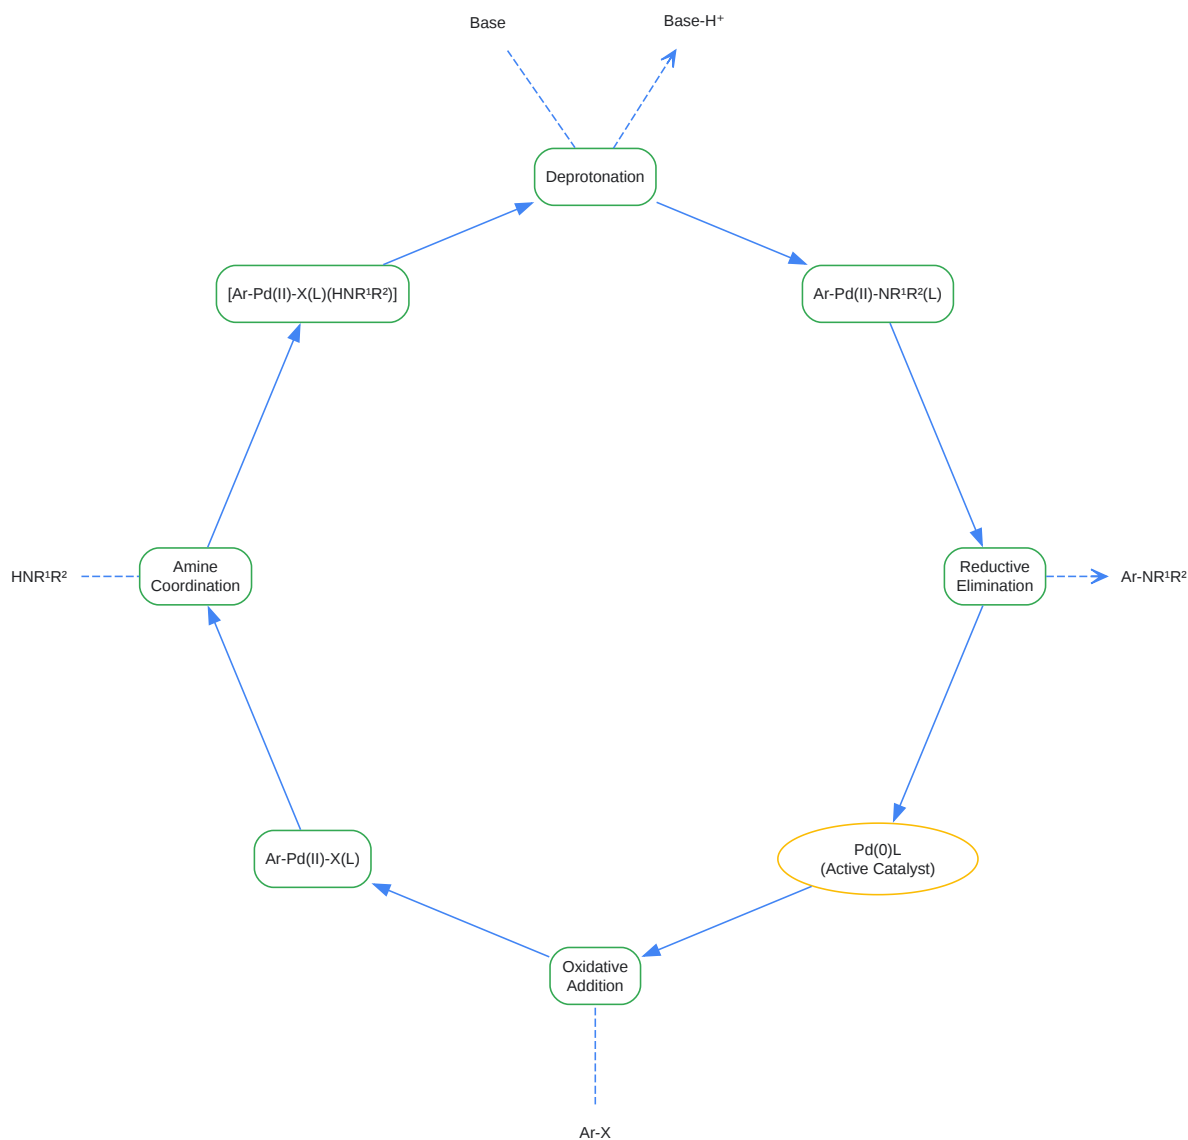 Base
Base-H⁺
Deprotonation
[Ar-Pd(II)-X(L)(HNR¹R²)]
Ar-Pd(II)-NR¹R²(L)
HNR¹R²
Amine
Coordination
Reductive
Elimination
Ar-NR¹R²
Ar-Pd(II)-X(L)
Pd(0)L
(Active Catalyst)
Oxidative
Addition
Ar-X